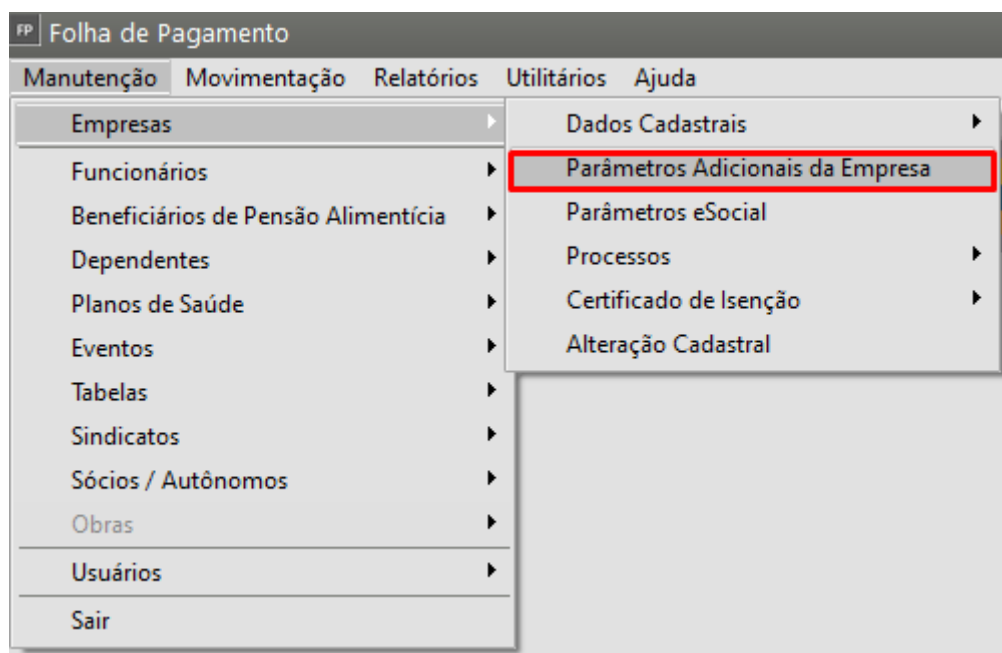 FP Folha de Pagamento
Manutenção Movimentação Relatórios Utilitários Ajuda
Empresas
Funcionários
Beneficiários de Pensão Alimentícia
Dependentes
Planos de Saúde
Eventos
Tabelas
Sindicatos
Sócios / Autônomos
Obras
Usuários
Sair
Dados Cadastrais
Parâmetros Adicionais da Empresa
Parâmetros eSocial
Processos
Certificado de Isenção
Alteração Cadastral